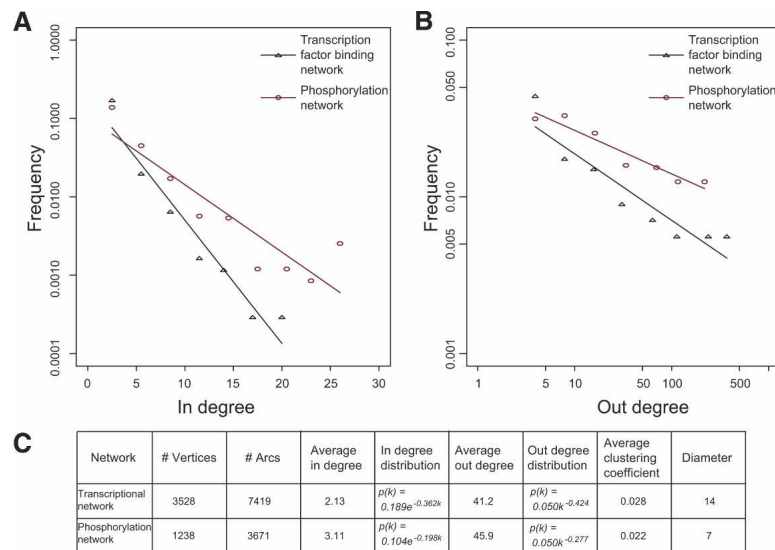 A
B
Transcription
factor binding
network
Phosphorylation
network
Transcription
factor binding
network
Phosphorylation
network
Frequency
1.0000
0.1000
0.0100
0.0010
0.0001
0 5 10 15 20 25 30
In degree
Frequency
0.100
0.050
0.010
0.005
0.001
1 5 10 50 100 500
Out degree
C
Network # Vertices # Arcs Average in degree In degree distribution Average out degree Out degree distribution Average clustering coefficient Diameter
Transcriptional network 3528 7419 2.13 p(k) = 0.189e^-0.362k 41.2 p(k) = 0.050k^-0.424 0.028 14
Phosphorylation network 1238 3671 3.11 p(k) = 0.104e^-0.198k 45.9 p(k) = 0.050k^-0.277 0.022 7